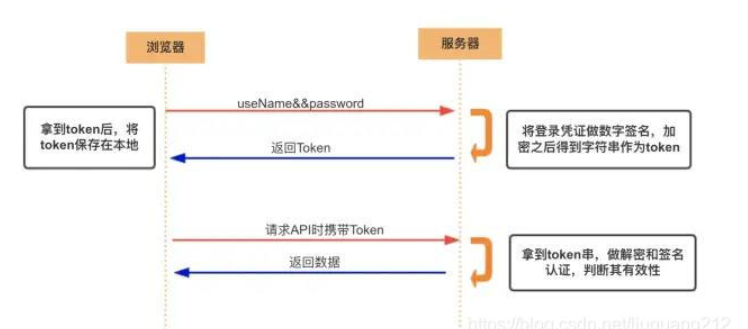 浏览器
服务器
useName&&password
拿到token后，将
token保存在本地
将登录凭证做数字签名，加
密之后得到字符串作为token
返回Token
请求API时携带Token
拿到token串，做解密和签名
认证，判断其有效性
返回数据
https://blog.csdn.net/liuguang212